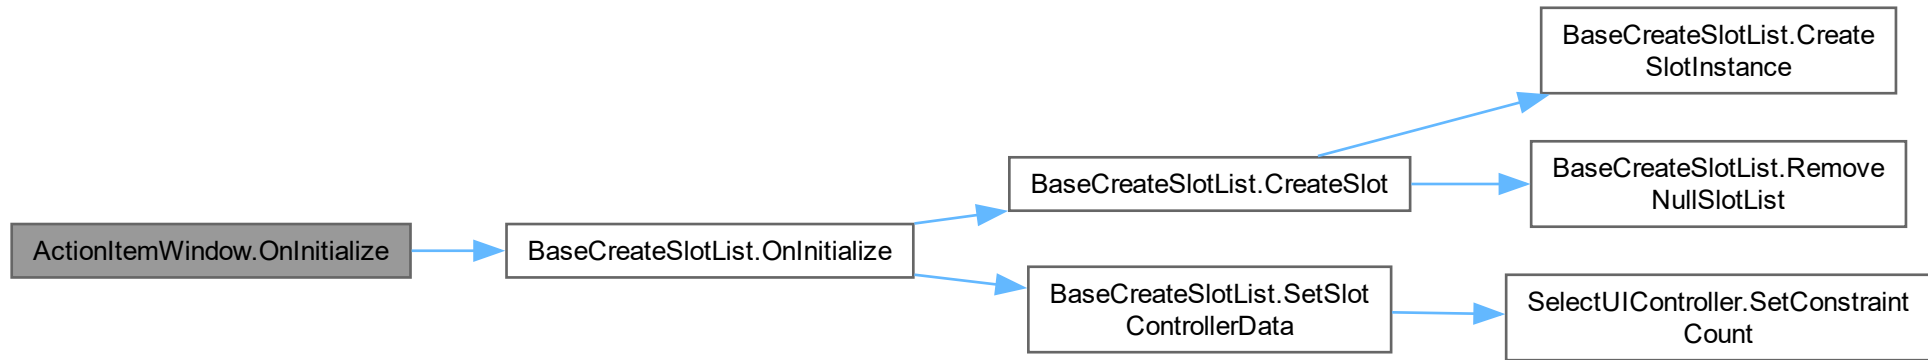 BaseCreateSlotList.Create
SlotInstance
BaseCreateSlotList.CreateSlot
BaseCreateSlotList.Remove
NullSlotList
ActionItemWindow.OnInitialize
BaseCreateSlotList.OnInitialize
BaseCreateSlotList.SetSlot
ControllerData
SelectUIController.SetConstraint
Count